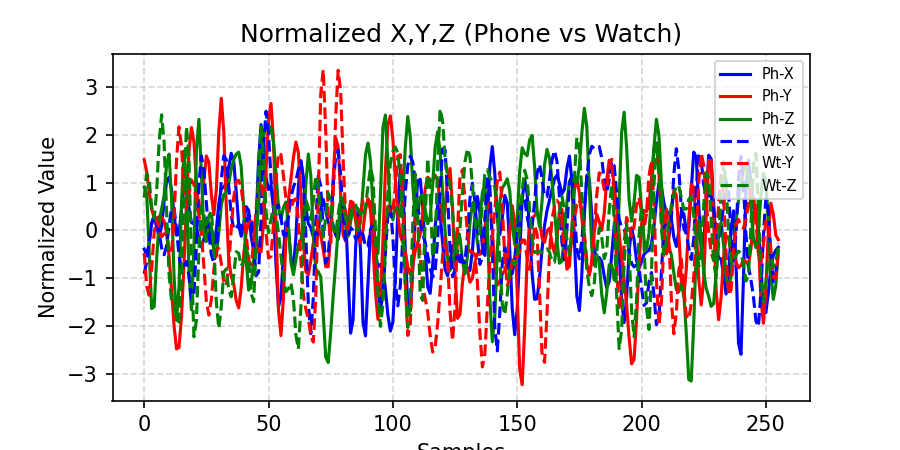 Normalized X,Y,Z (Phone vs Watch)
Normalized Value
3
2
1
0
−1
−2
−3
0 50 100 150 200 250
Samples
Ph-X
Ph-Y
Ph-Z
Wt-X
Wt-Y
Wt-Z